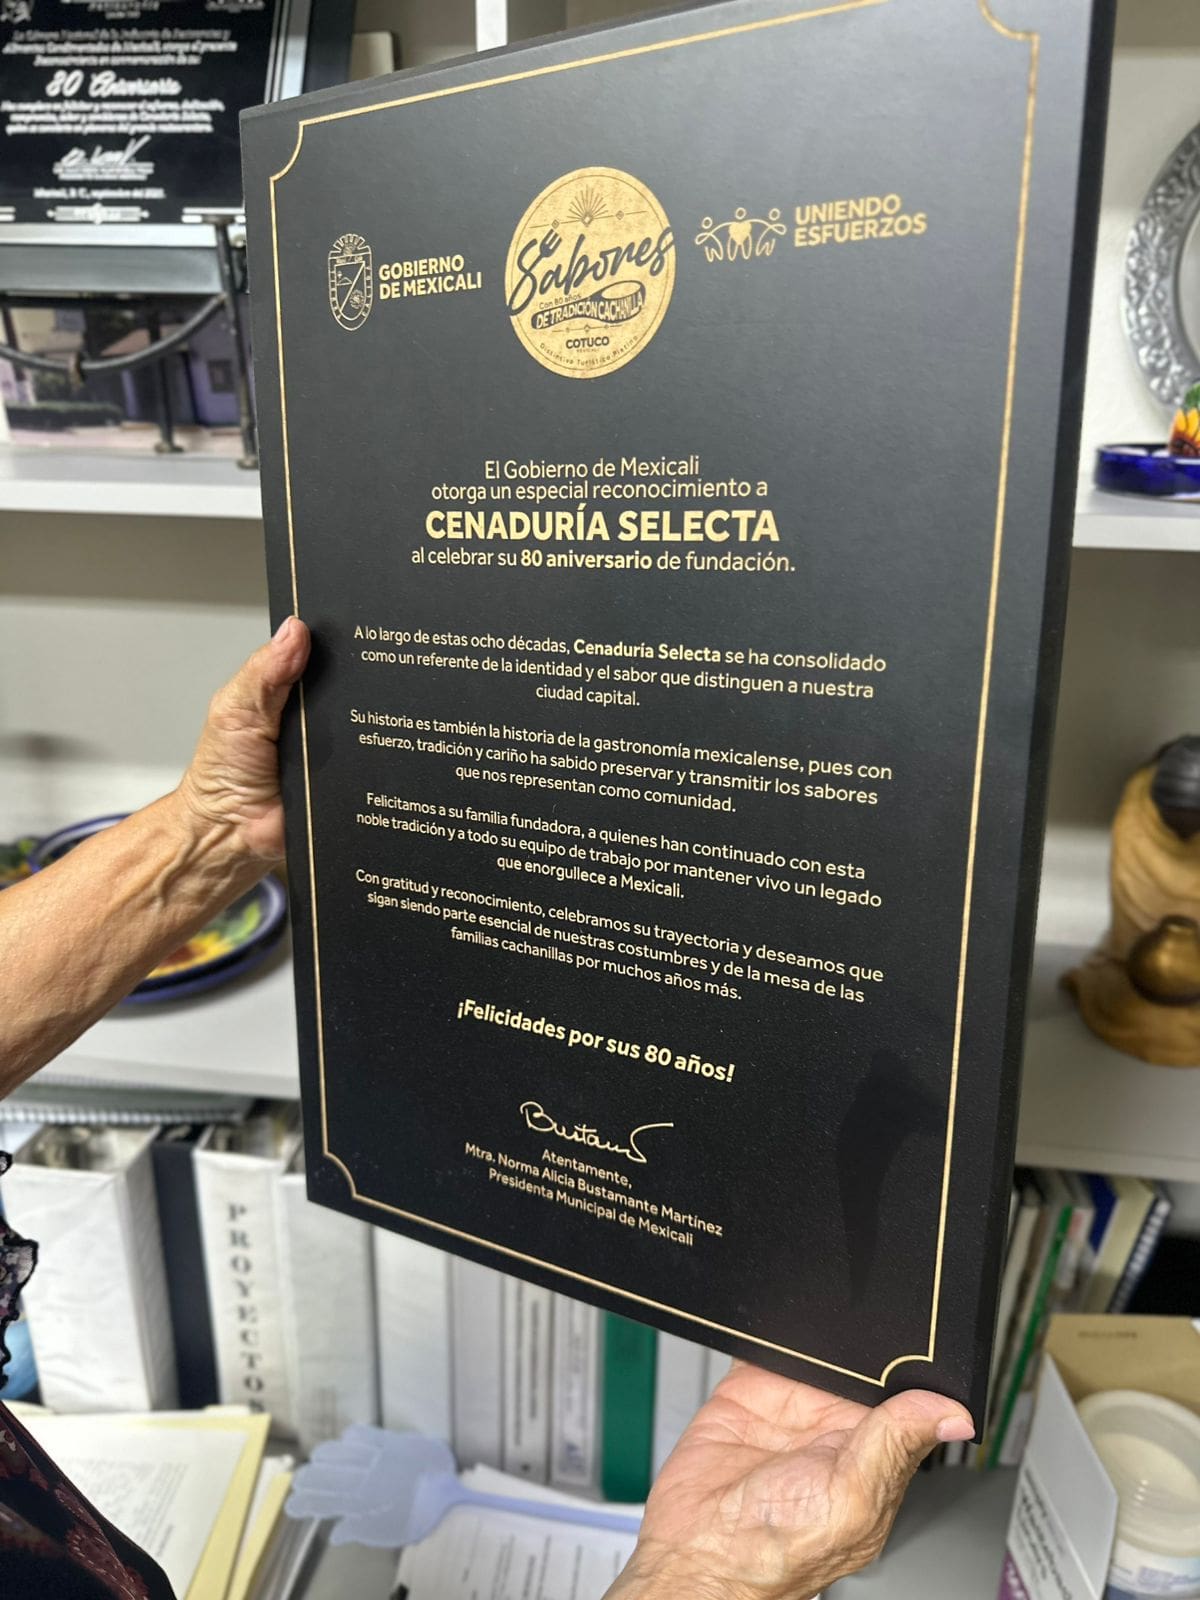 80 Aniversario
GOBIERNO
DE MEXICALI
Sabores
Con 80 años
DE TRADICIÓN CACHANILLA
COTUCO
MEXICALI
Distintivo Turístico Platino
UNIENDO
ESFUERZOS
El Gobierno de Mexicali
otorga un especial reconocimiento a
CENADURÍA SELECTA
al celebrar su 80 aniversario de fundación.
A lo largo de estas ocho décadas, Cenaduría Selecta se ha consolidado
como un referente de la identidad y el sabor que distinguen a nuestra
ciudad capital.
Su historia es también la historia de la gastronomía mexicalense, pues con
esfuerzo, tradición y cariño ha sabido preservar y transmitir los sabores
que nos representan como comunidad.
Felicitamos a su familia fundadora, a quienes han continuado con esta
noble tradición y a todo su equipo de trabajo por mantener vivo un legado
que enorgullece a Mexicali.
Con gratitud y reconocimiento, celebramos su trayectoria y deseamos que
sigan siendo parte esencial de nuestras costumbres y de la mesa de las
familias cachanillas por muchos años más.
¡Felicidades por sus 80 años!
Atentamente,
Mtra. Norma Alicia Bustamante Martínez
Presidenta Municipal de Mexicali
PROYECTOS